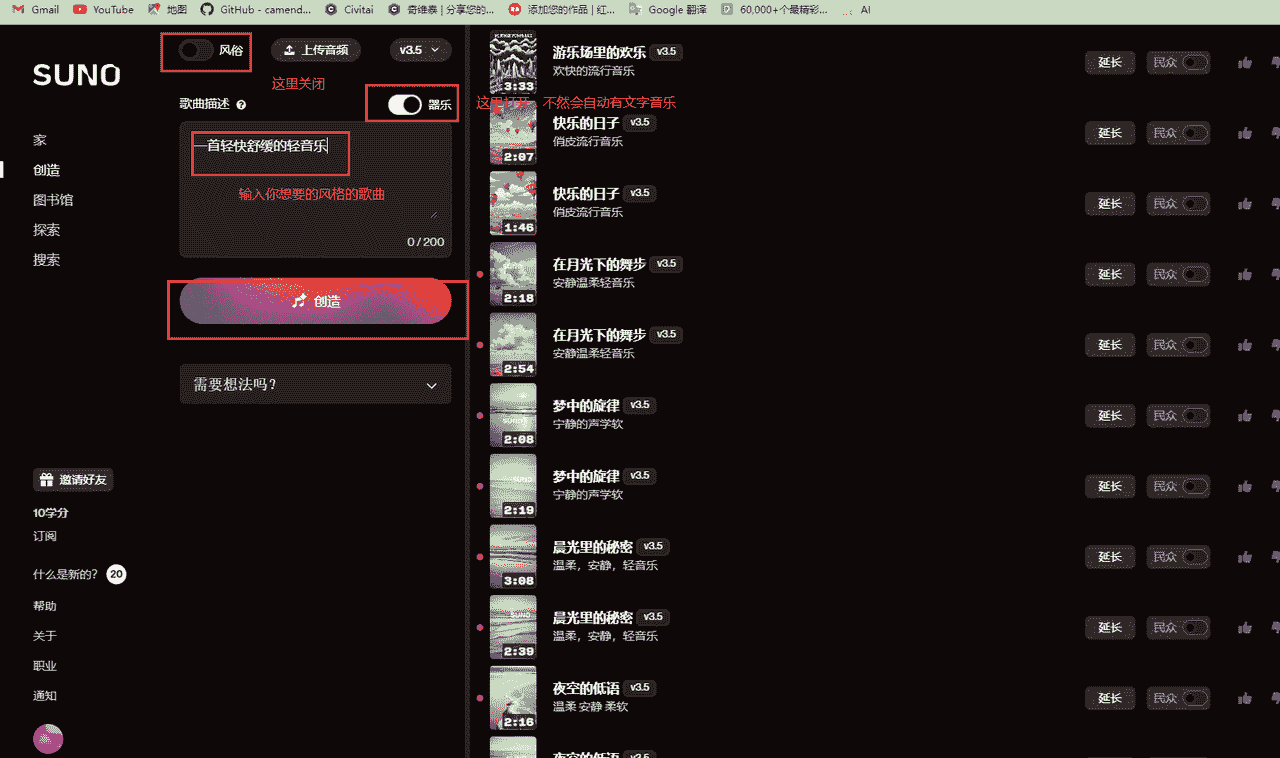 Gmail
YouTube
地图
GitHub - camend...
Civitai
奇维泰 | 分享您的...
添加您的作品 | 红...
Google 翻译
60,000+个最精彩...
AI
SUNO
家
创造
图书馆
探索
搜索
邀请好友
10学分
订阅
什么是新的? 20
帮助
关于
职业
通知
风俗
上传音频
v3.5
这里关闭
歌曲描述
器乐
这里打开，不然会自动有文字音乐
一首轻快舒缓的轻音乐
输入你想要的风格的歌曲
0 / 200
创造
需要想法吗?
3:33
游乐场里的欢乐 v3.5
欢快的流行音乐
延长 民众
2:07
快乐的日子 v3.5
俏皮流行音乐
延长 民众
1:46
快乐的日子 v3.5
俏皮流行音乐
延长 民众
2:18
在月光下的舞步 v3.5
安静温柔轻音乐
延长 民众
2:54
在月光下的舞步 v3.5
安静温柔轻音乐
延长 民众
SUNO
2:08
梦中的旋律 v3.5
宁静的声学软
延长 民众
SUNO
2:19
梦中的旋律 v3.5
宁静的声学软
延长 民众
3:08
晨光里的秘密 v3.5
温柔，安静，轻音乐
延长 民众
SUNO
2:39
晨光里的秘密 v3.5
温柔，安静，轻音乐
延长 民众
2:16
夜空的低语 v3.5
温柔 安静 柔软
延长 民众
夜空的低语 v3.5